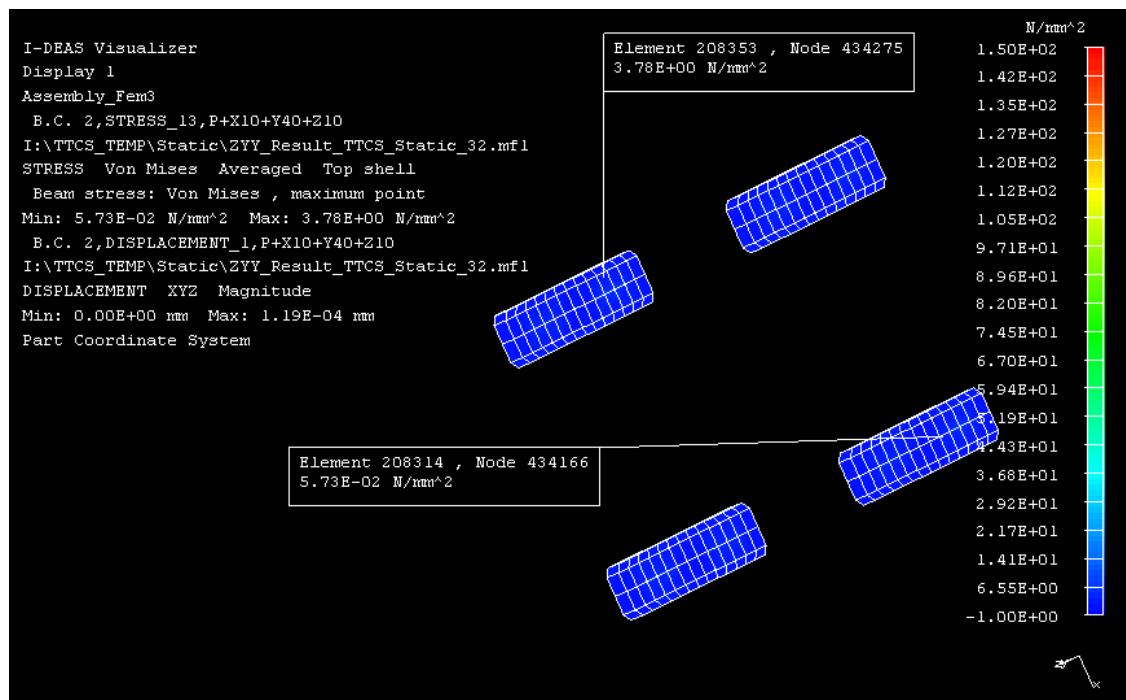 I-DEAS Visualizer
Display 1
Assembly_Fem3
B.C. 2,STRESS_13,P+X10+Y40+Z10
I:\TTCS_TEMP\Static\ZYY_Result_TTCS_Static_32.mf1
STRESS Von Mises Averaged Top shell
Beam stress: Von Mises , maximum point
Min: 5.73E-02 N/mm^2 Max: 3.78E+00 N/mm^2
B.C. 2,DISPLACEMENT_1,P+X10+Y40+Z10
I:\TTCS_TEMP\Static\ZYY_Result_TTCS_Static_32.mf1
DISPLACEMENT XYZ Magnitude
Min: 0.00E+00 mm Max: 1.19E-04 mm
Part Coordinate System
Element 208353 , Node 434275
3.78E+00 N/mm^2
Element 208314 , Node 434166
5.73E-02 N/mm^2
N/mm^2
1.50E+02
1.42E+02
1.35E+02
1.27E+02
1.20E+02
1.12E+02
1.05E+02
9.71E+01
8.96E+01
8.20E+01
7.45E+01
6.70E+01
5.94E+01
5.19E+01
4.43E+01
3.68E+01
2.92E+01
2.17E+01
1.41E+01
6.55E+00
-1.00E+00
X